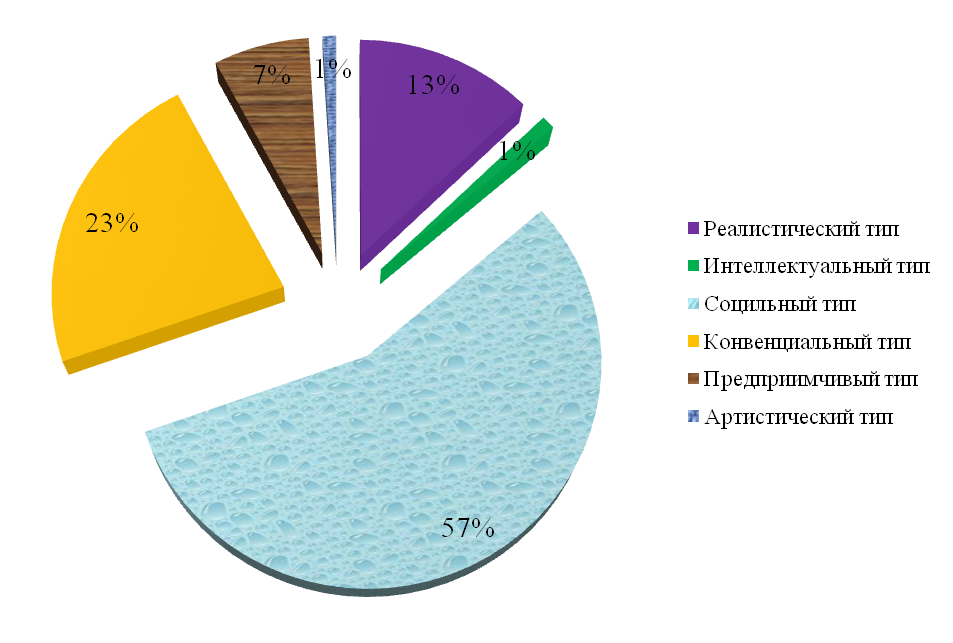 7%
1%
13%
1%
23%
57%
Реалистический тип
Интеллектуальный тип
Социльный тип
Конвенциальный тип
Предприимчивый тип
Артистический тип